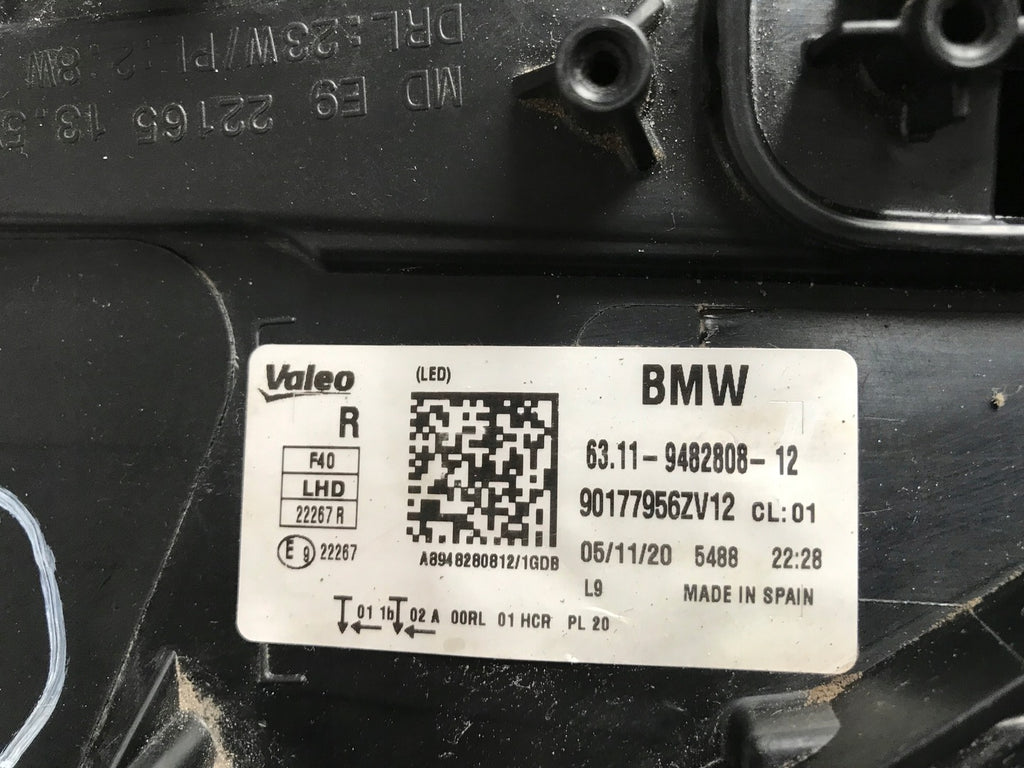 DRL :23W/PI :2:8W
MD E9 22165 13.5
Valeo
(LED)
BMW
R
F40
LHD
22267 R
E 9 22267
A8948280812/1GDB
63.11-9482808-12
90177956ZV12 CL:01
05/11/20 5488 22:28
L9 MADE IN SPAIN
01 1b 02 A 00RL 01 HCR PL 20